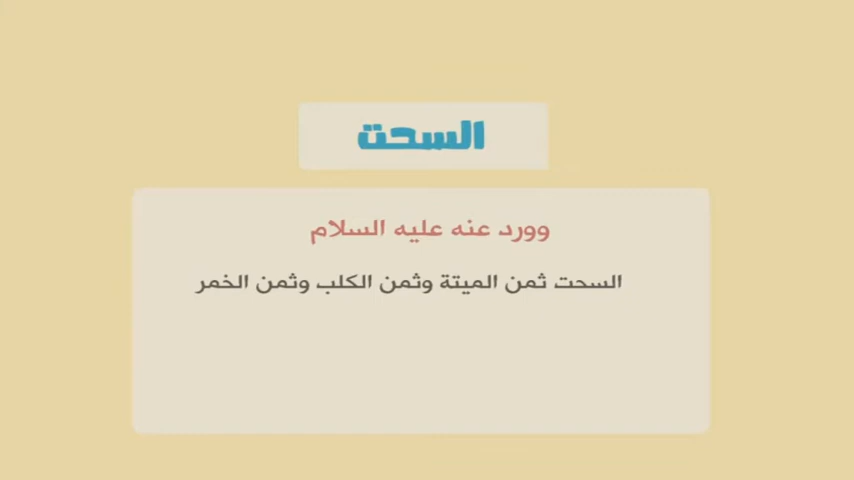 السحت
وورد عنه عليه السلام
السحت ثمن الميتة وثمن الكلب وثمن الخمر